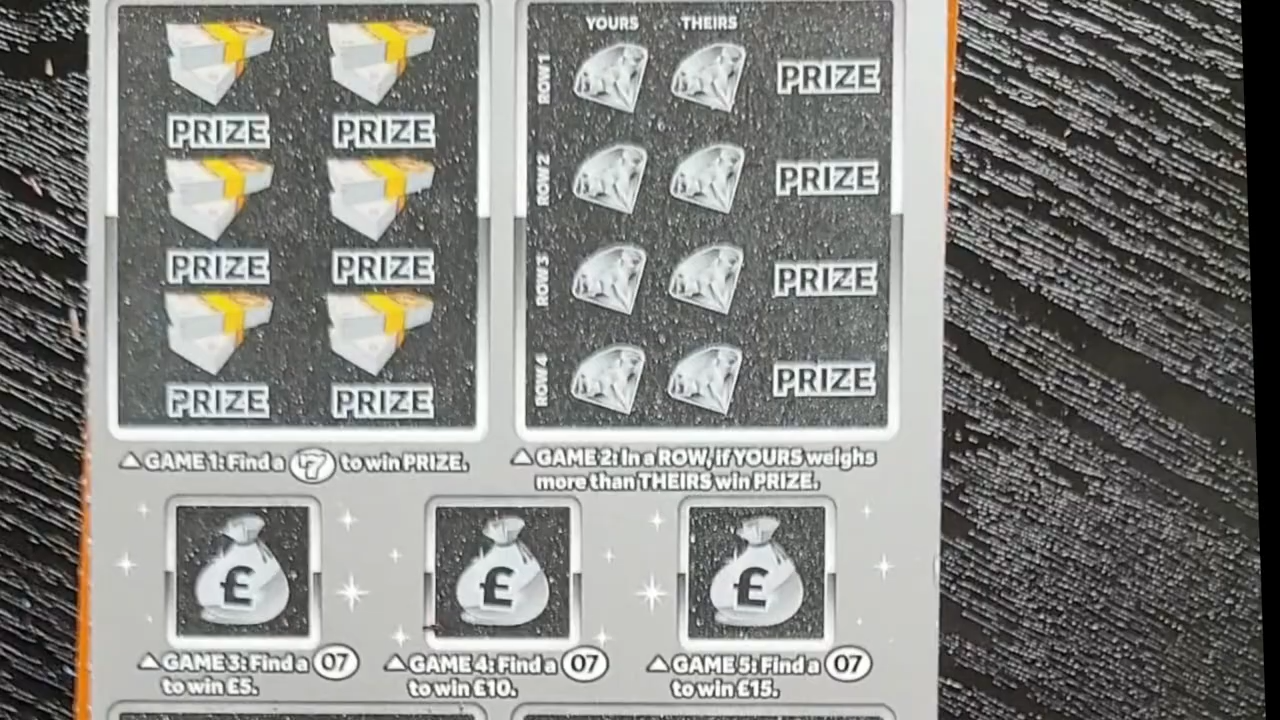 PRIZE PRIZE
PRIZE PRIZE
PRIZE PRIZE
▲GAME 1: Find a 7 to win PRIZE.
YOURS THEIRS
ROW 1 PRIZE
ROW 2 PRIZE
ROW 3 PRIZE
ROW 4 PRIZE
▲GAME 2: In a ROW, if YOURS weighs
more than THEIRS win PRIZE.
£
▲GAME 3: Find a 07
to win £5.
£
▲GAME 4: Find a 07
to win £10.
£
▲GAME 5: Find a 07
to win £15.